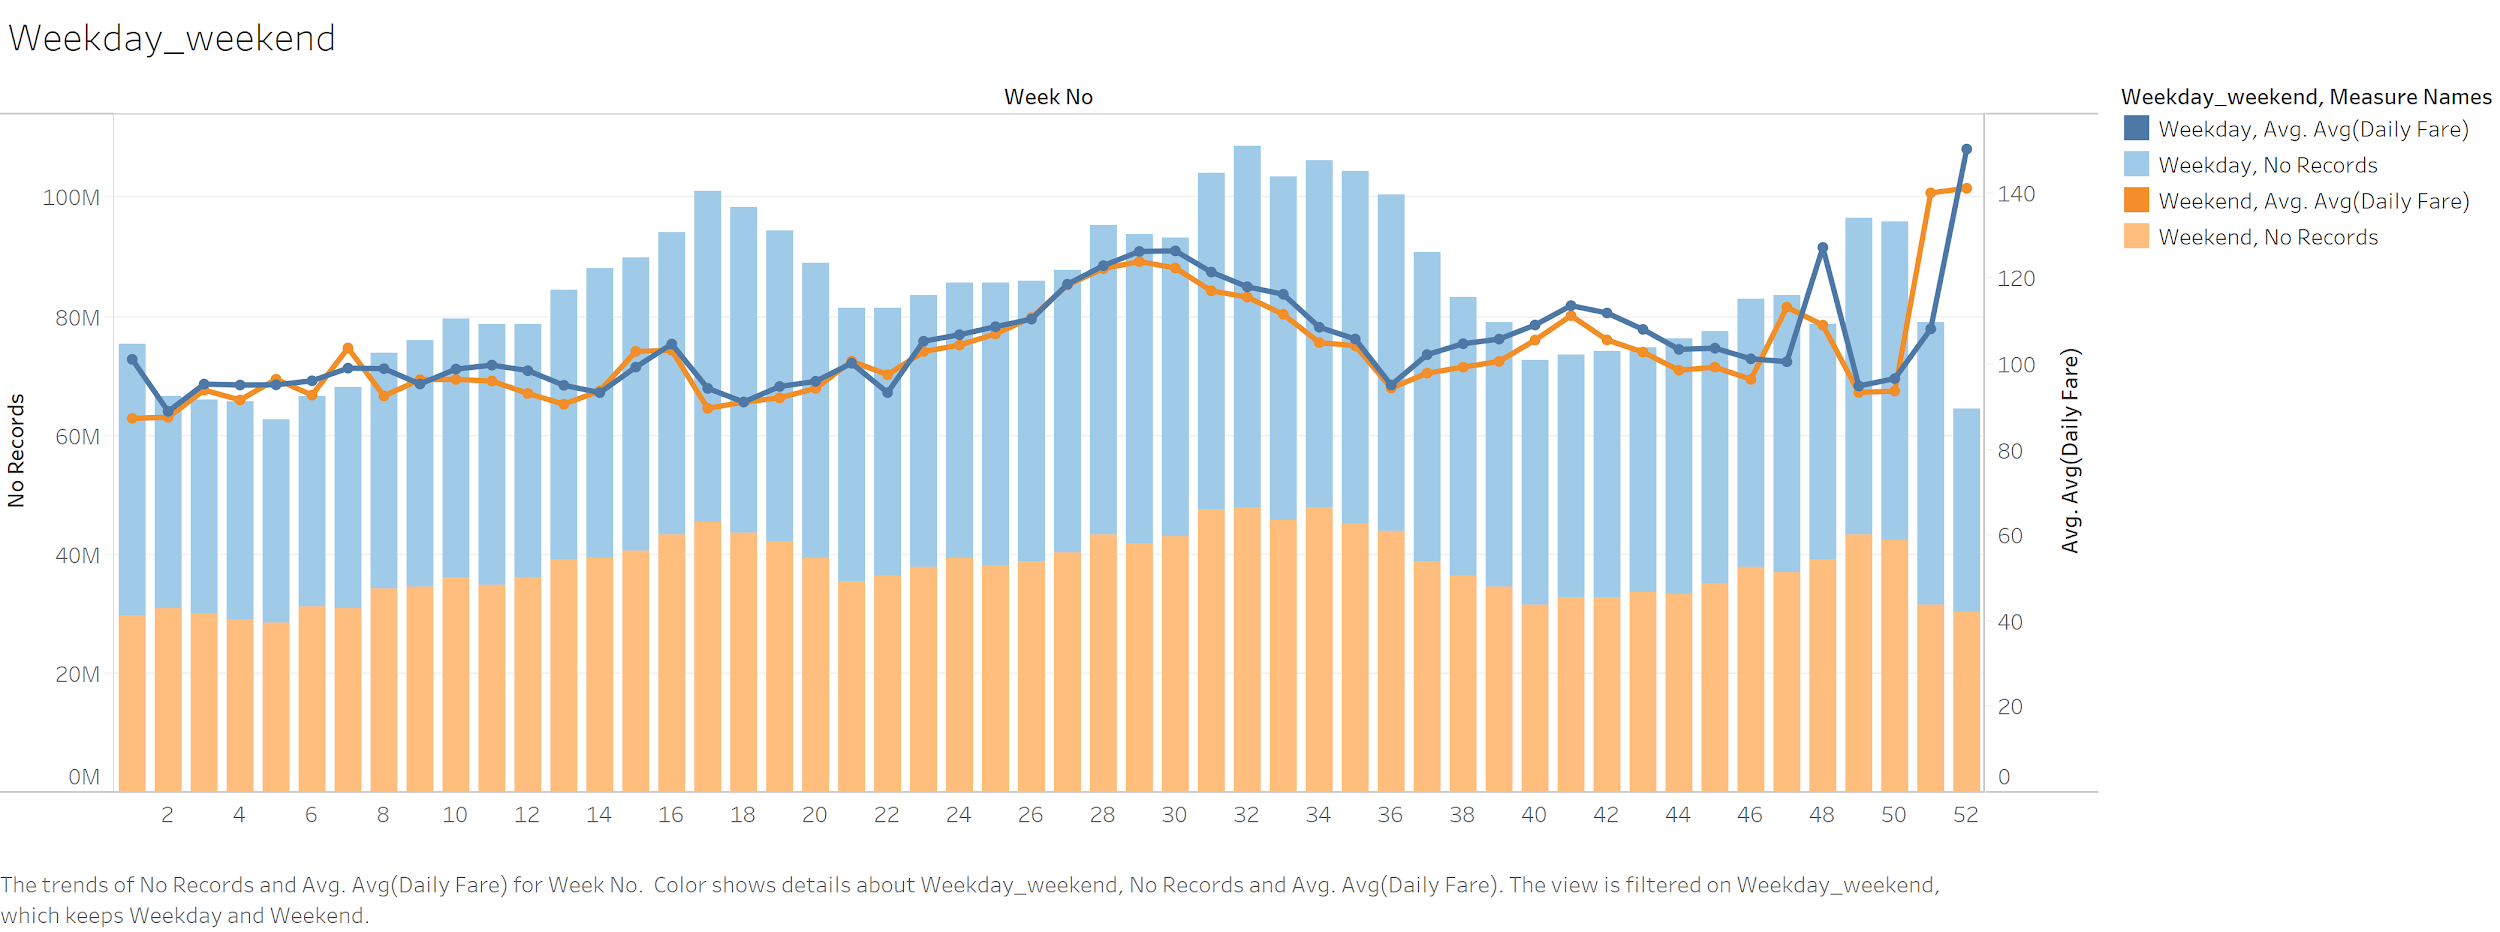 Weekday_weekend
Week No
Weekday_weekend, Measure Names
Weekday, Avg. Avg(Daily Fare)
Weekday, No Records
Weekend, Avg. Avg(Daily Fare)
Weekend, No Records
No Records
100M
80M
60M
40M
20M
0M
140
120
100
80
60
40
20
0
Avg. Avg(Daily Fare)
2 4 6 8 10 12 14 16 18 20 22 24 26 28 30 32 34 36 38 40 42 44 46 48 50 52
The trends of No Records and Avg. Avg(Daily Fare) for Week No.  Color shows details about Weekday_weekend, No Records and Avg. Avg(Daily Fare). The view is filtered on Weekday_weekend,
which keeps Weekday and Weekend.